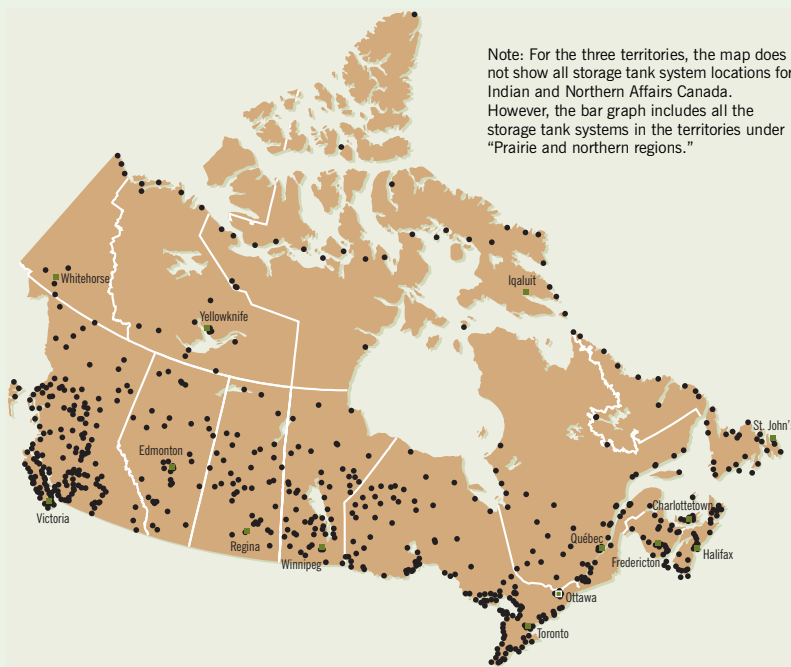 Note: For the three territories, the map does
not show all storage tank system locations for
Indian and Northern Affairs Canada.
However, the bar graph includes all the
storage tank systems in the territories under
“Prairie and northern regions.”
Iqaluit
Whitehorse
Yellowknife
St. John'
Edmonton
Charlottetown
Victoria
Regina
Québec
Winnipeg
Fredericton
Halifax
Ottawa
Toronto